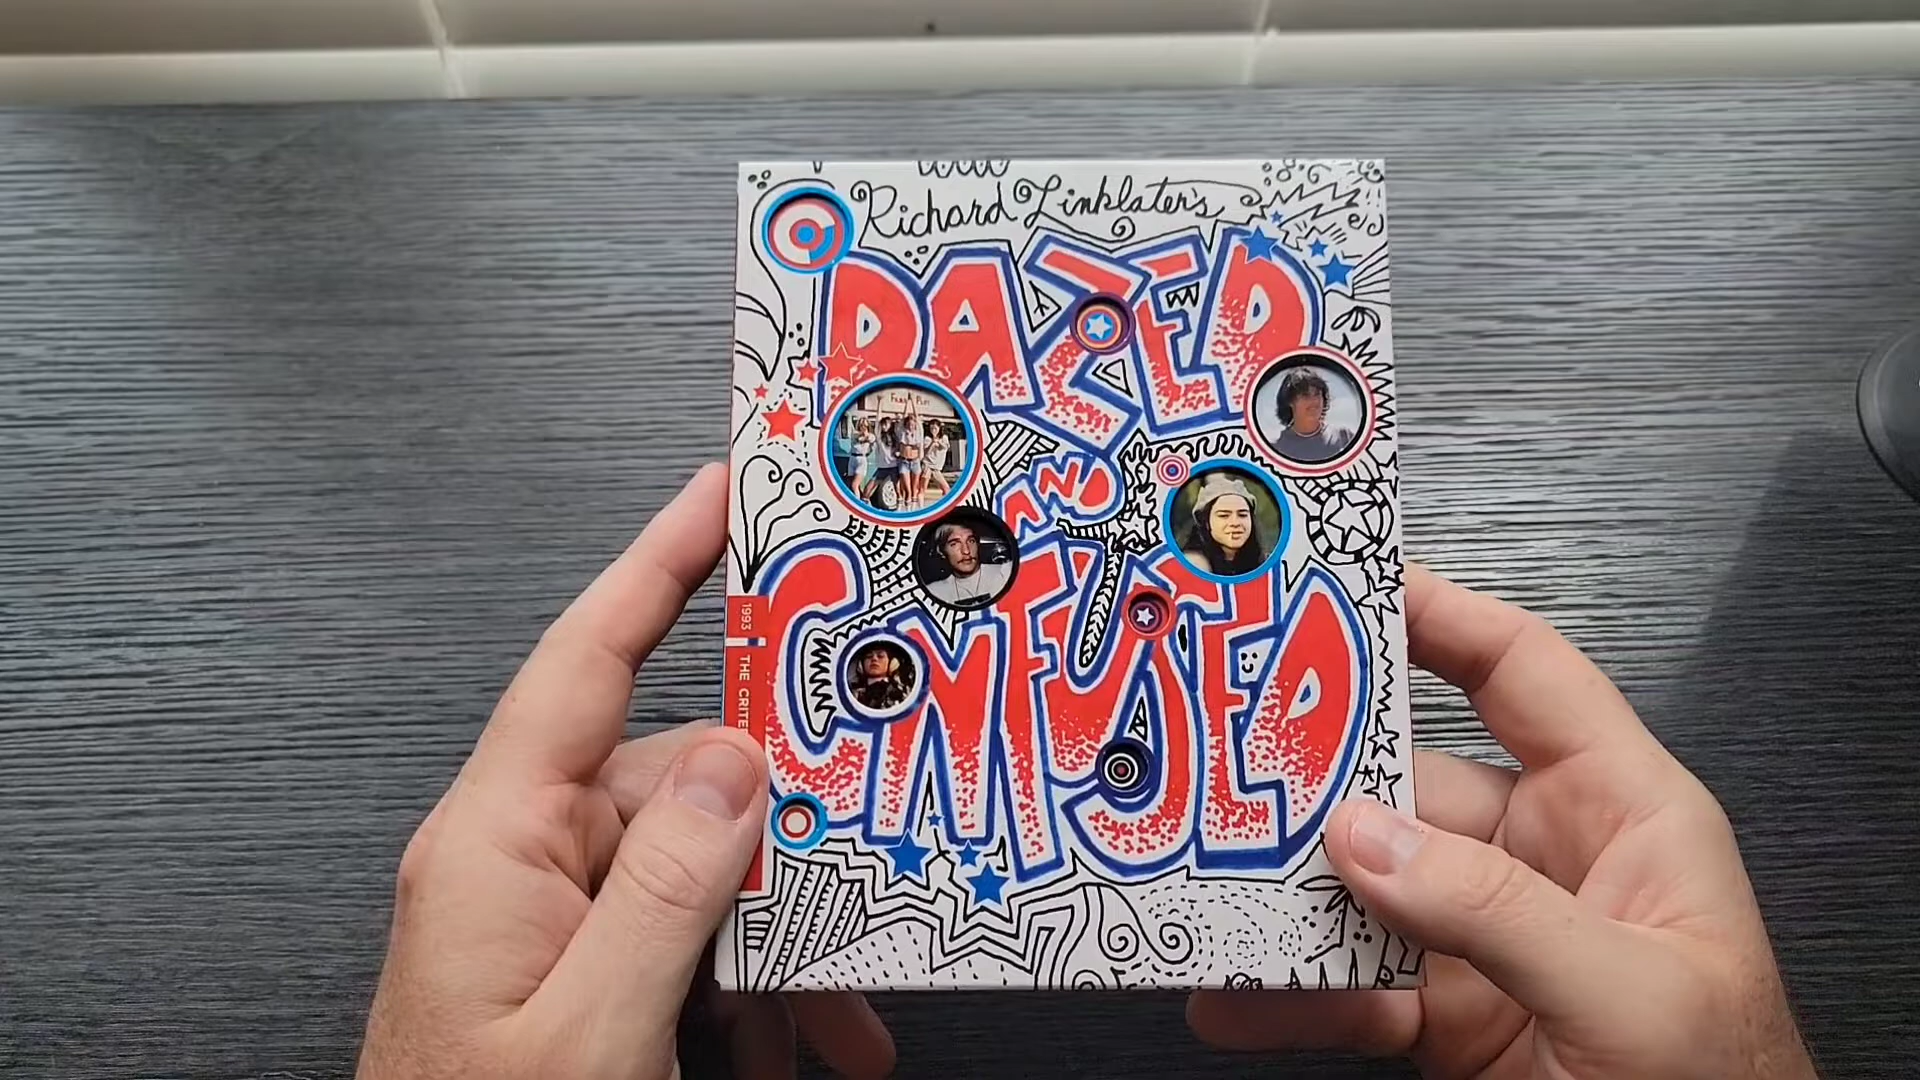 Richard Linklater's
DAZED
AND
CONFUSED
1993
THE CRITE